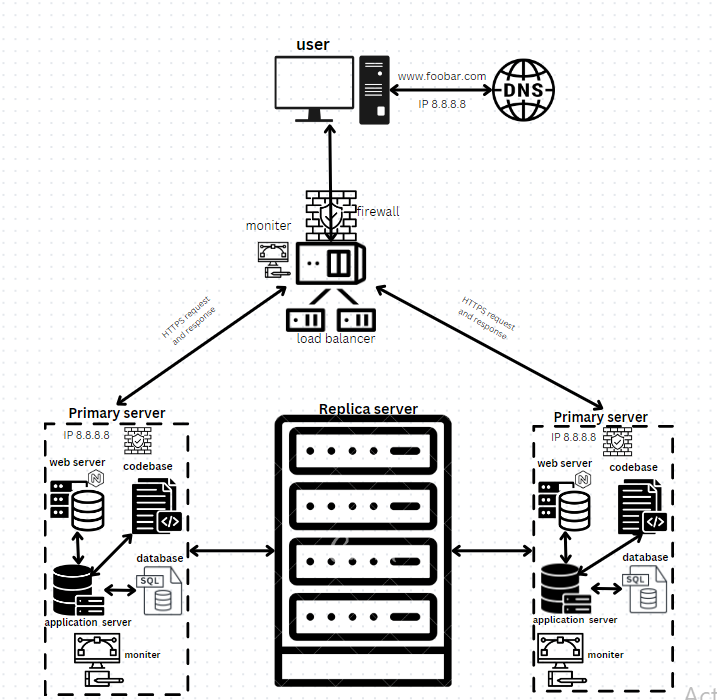 user
www.foobar.com
DNS
IP 8.8.8.8
firewall
moniter
HTTPS request
and response
HTTPS request
and response
load balancer
Primary server
Replica server
Primary server
IP 8.8.8.8
IP 8.8.8.8
web server
codebase
web server
codebase
N
N
</>
</>
database
database
SQL
SQL
application server
application server
moniter
moniter
Act